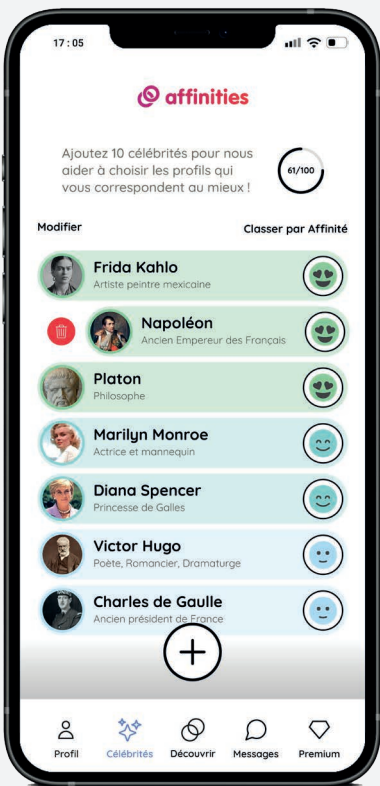 17:05
affinities
Ajoutez 10 célébrités pour nous
aider à choisir les profils qui
vous correspondent au mieux !
61/100
Modifier
Classer par Affinité
Frida Kahlo
Artiste peintre mexicaine
Napoléon
Ancien Empereur des Français
Platon
Philosophe
Marilyn Monroe
Actrice et mannequin
Diana Spencer
Princesse de Galles
Victor Hugo
Poète, Romancier, Dramaturge
Charles de Gaulle
Ancien président de France
Profil
Célébrités
Découvrir
Messages
Premium